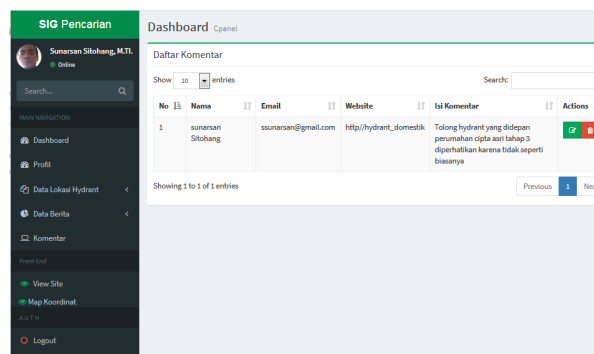 SIG Pencarian
Sunarsan Sitohang, M.TI.
Online
Search...
MAIN NAVIGATION
Dashboard
Profil
Data Lokasi Hydrant
Data Berita
Komentar
Front End
View Site
Map Koordinat
AUTH
Logout
Dashboard Cpanel
Daftar Komentar
Show 10 entries Search:
No Nama Email Website Isi Komentar Actions
1 sunarsan ssunarsan@gmail.com http//hydrant_domestik Tolong hydrant yang didepan
Sitohang perumahan cipta asri tahap 3
diperhatikan karena tidak seperti
biasanya
Showing 1 to 1 of 1 entries Previous 1